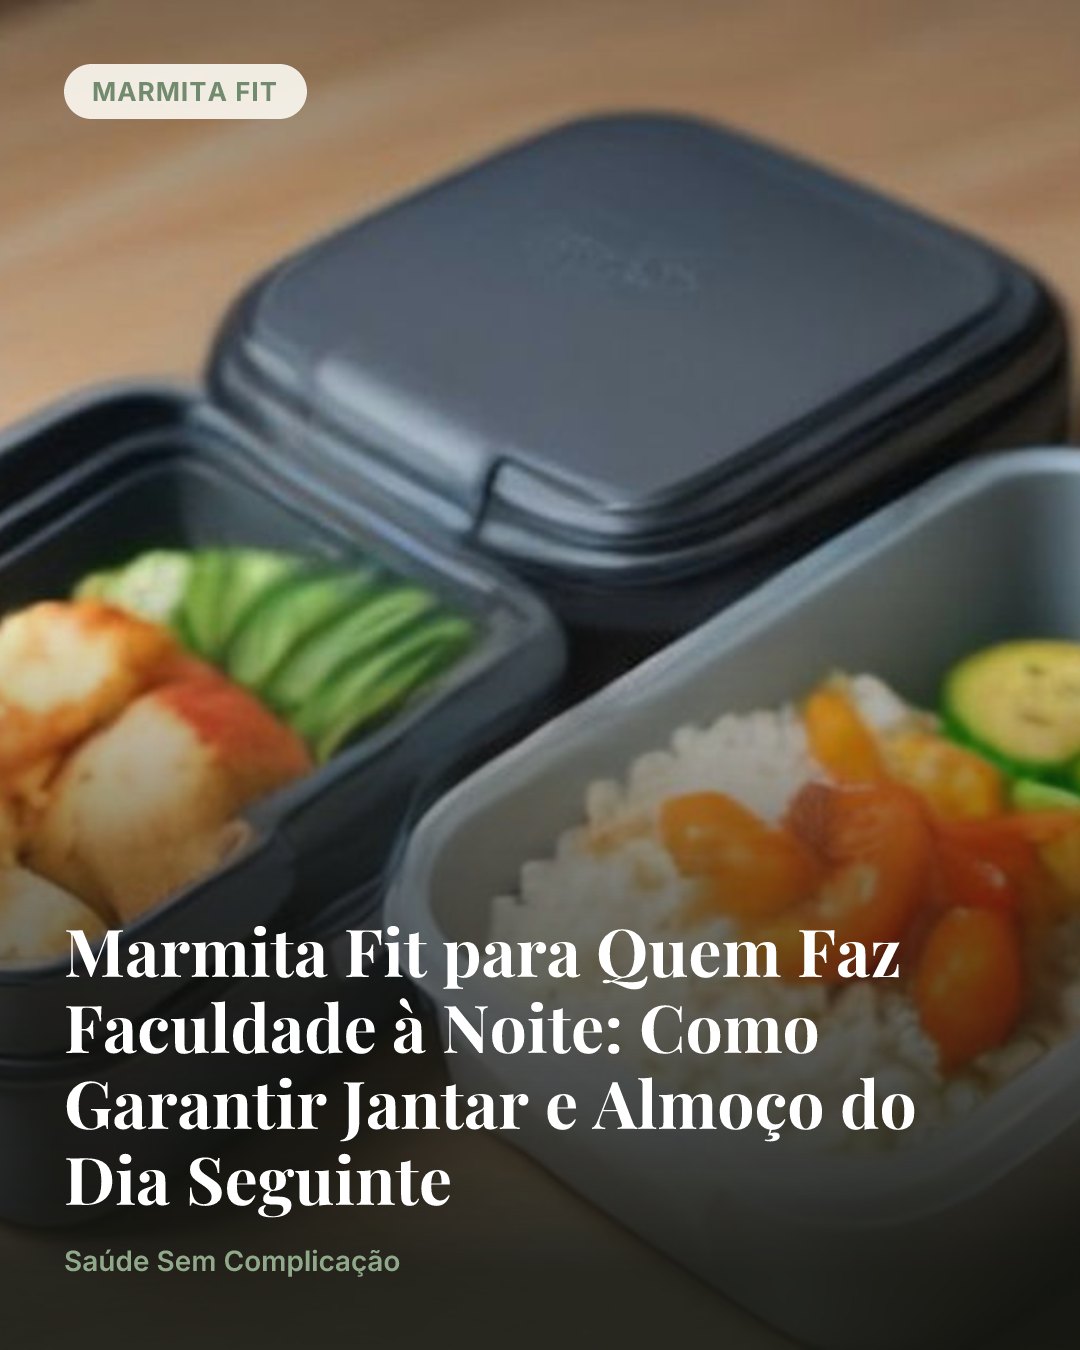 MARMITA FIT
Marmita Fit para Quem Faz
Faculdade à Noite: Como
Garantir Jantar e Almoço do
Dia Seguinte
Saúde Sem Complicação